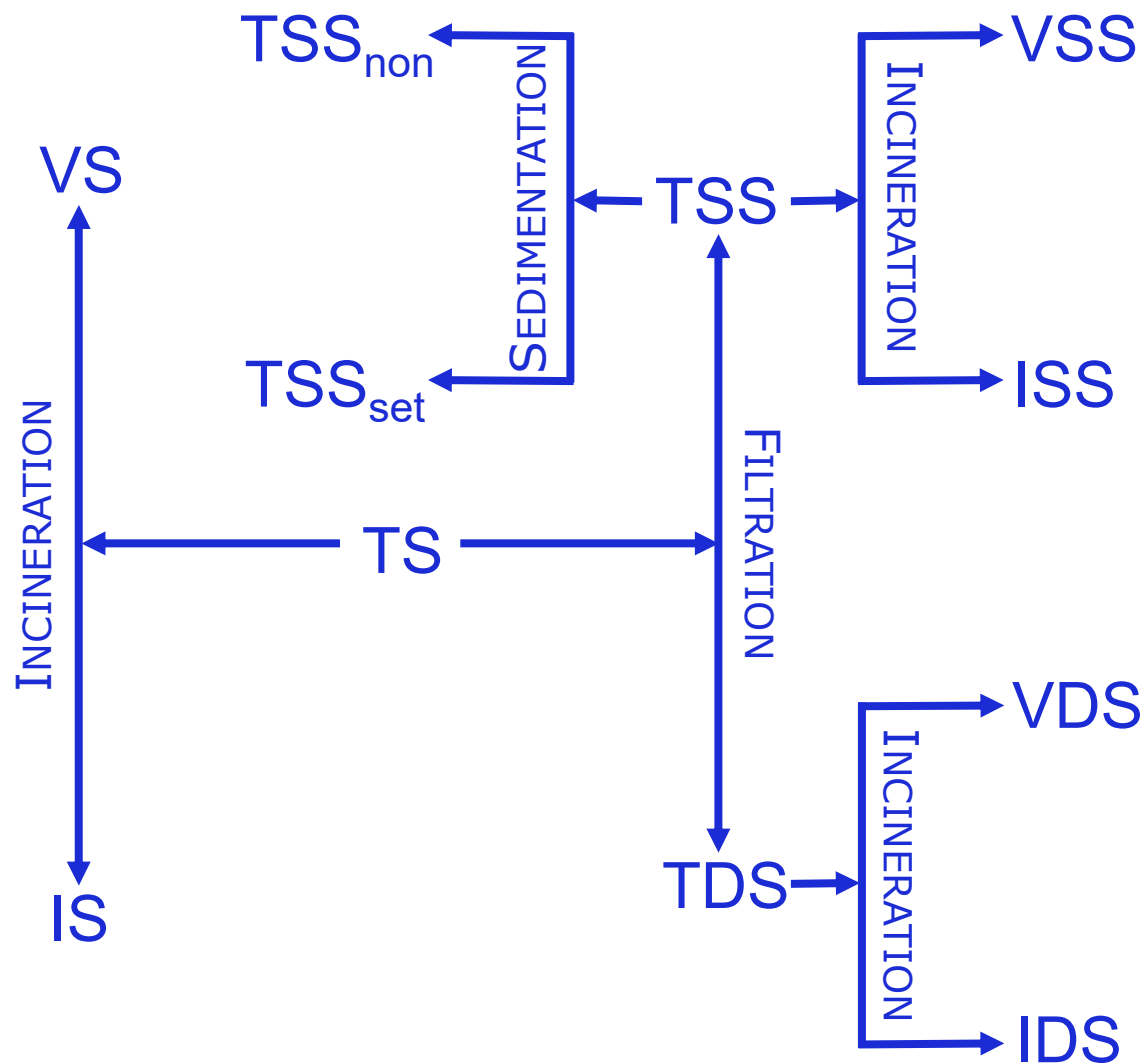 TSSnon
VSS
SEDIMENTATION
INCINERATION
VS
TSS
TSSset
ISS
INCINERATION
FILTRATION
TS
VDS
INCINERATION
TDS
IS
IDS